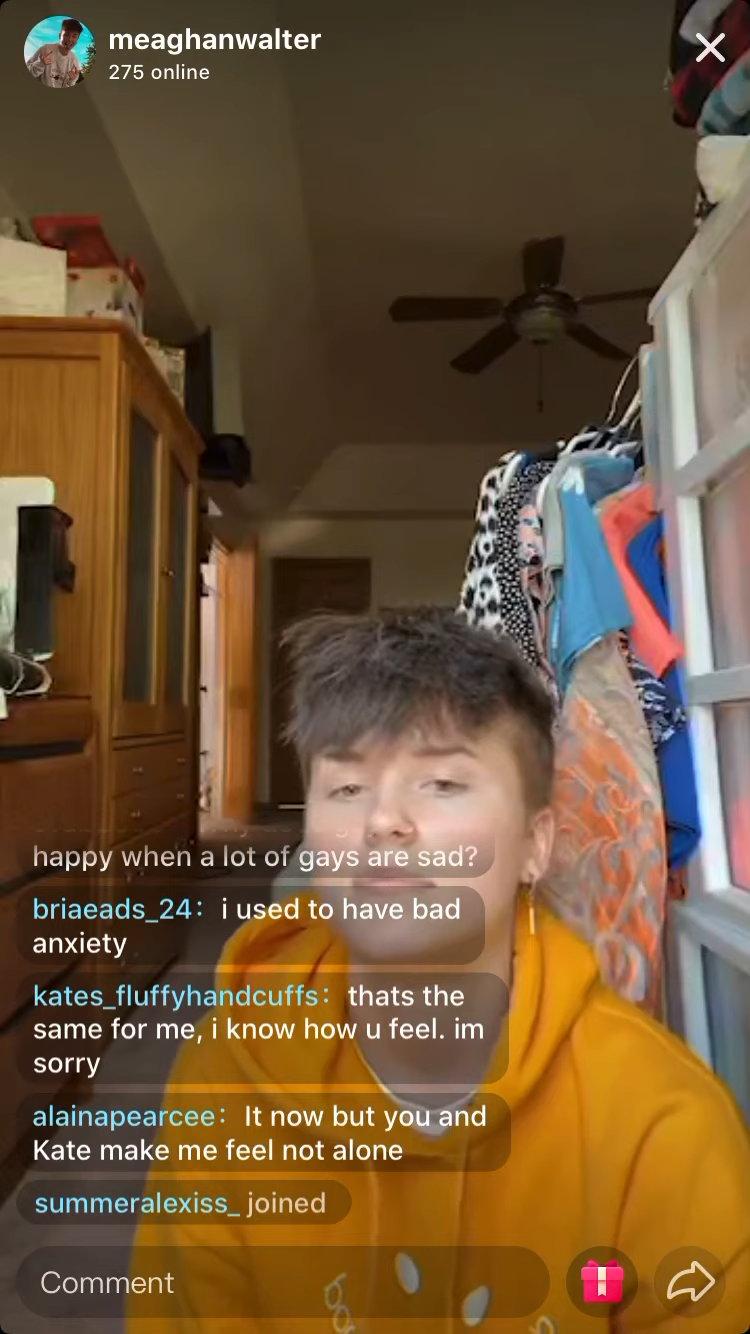 meaghanwalter
275 online
happy when a lot of gays are sad?
briaeads_24: i used to have bad
anxiety
kates_fluffyhandcuffs: thats the
same for me, i know how u feel. im
sorry
alainapearcee: It now but you and
Kate make me feel not alone
summeralexiss_ joined
Comment